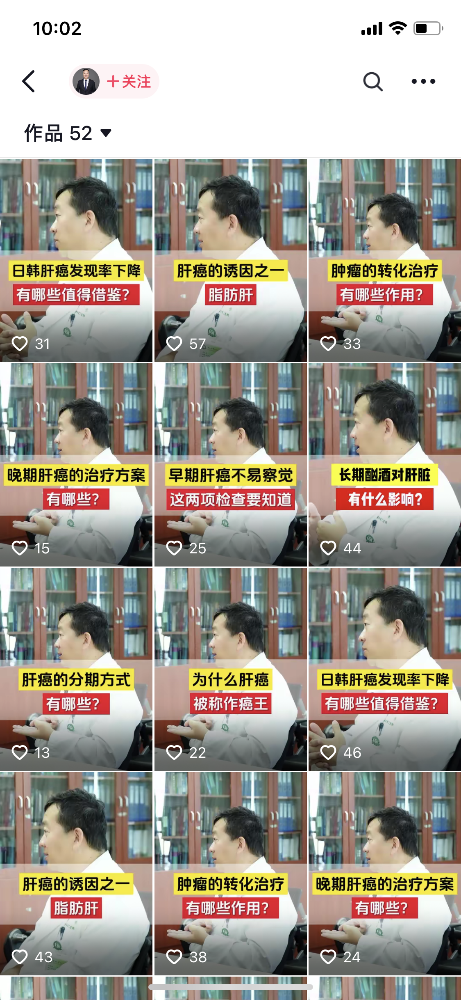 10:02
关注
作品 52
日韩肝癌发现率下降
有哪些值得借鉴？
31
肝癌的诱因之一
脂肪肝
57
肿瘤的转化治疗
有哪些作用？
33
晚期肝癌的治疗方案
有哪些？
15
早期肝癌不易察觉
这两项检查要知道
25
长期酗酒对肝脏
有什么影响？
44
肝癌的分期方式
有哪些？
13
为什么肝癌
被称作癌王
22
日韩肝癌发现率下降
有哪些值得借鉴？
46
肝癌的诱因之一
脂肪肝
43
肿瘤的转化治疗
有哪些作用？
38
晚期肝癌的治疗方案
有哪些？
24